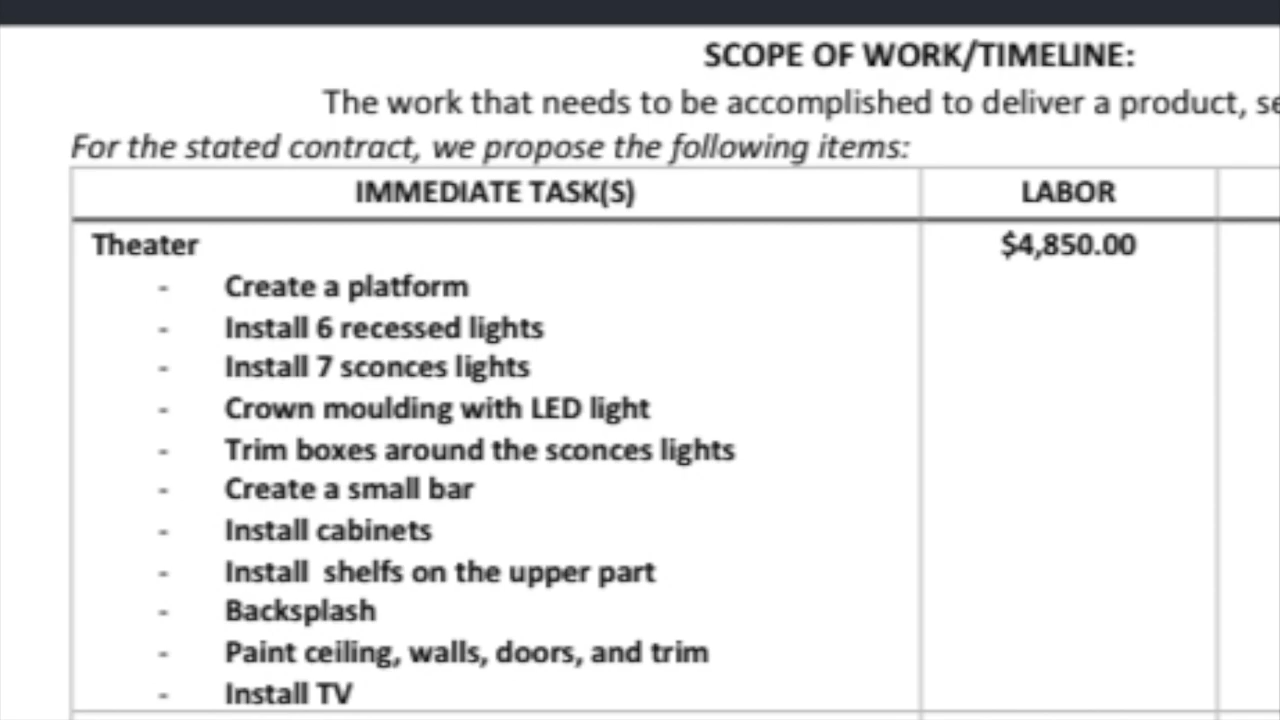 SCOPE OF WORK/TIMELINE:
The work that needs to be accomplished to deliver a product,
For the stated contract, we propose the following items:
IMMEDIATE TASK(S) LABOR
Theater $4,850.00
- Create a platform
- Install 6 recessed lights
- Install 7 sconces lights
- Crown moulding with LED light
- Trim boxes around the sconces lights
- Create a small bar
- Install cabinets
- Install  shelfs on the upper part
- Backsplash
- Paint ceiling, walls, doors, and trim
- Install TV